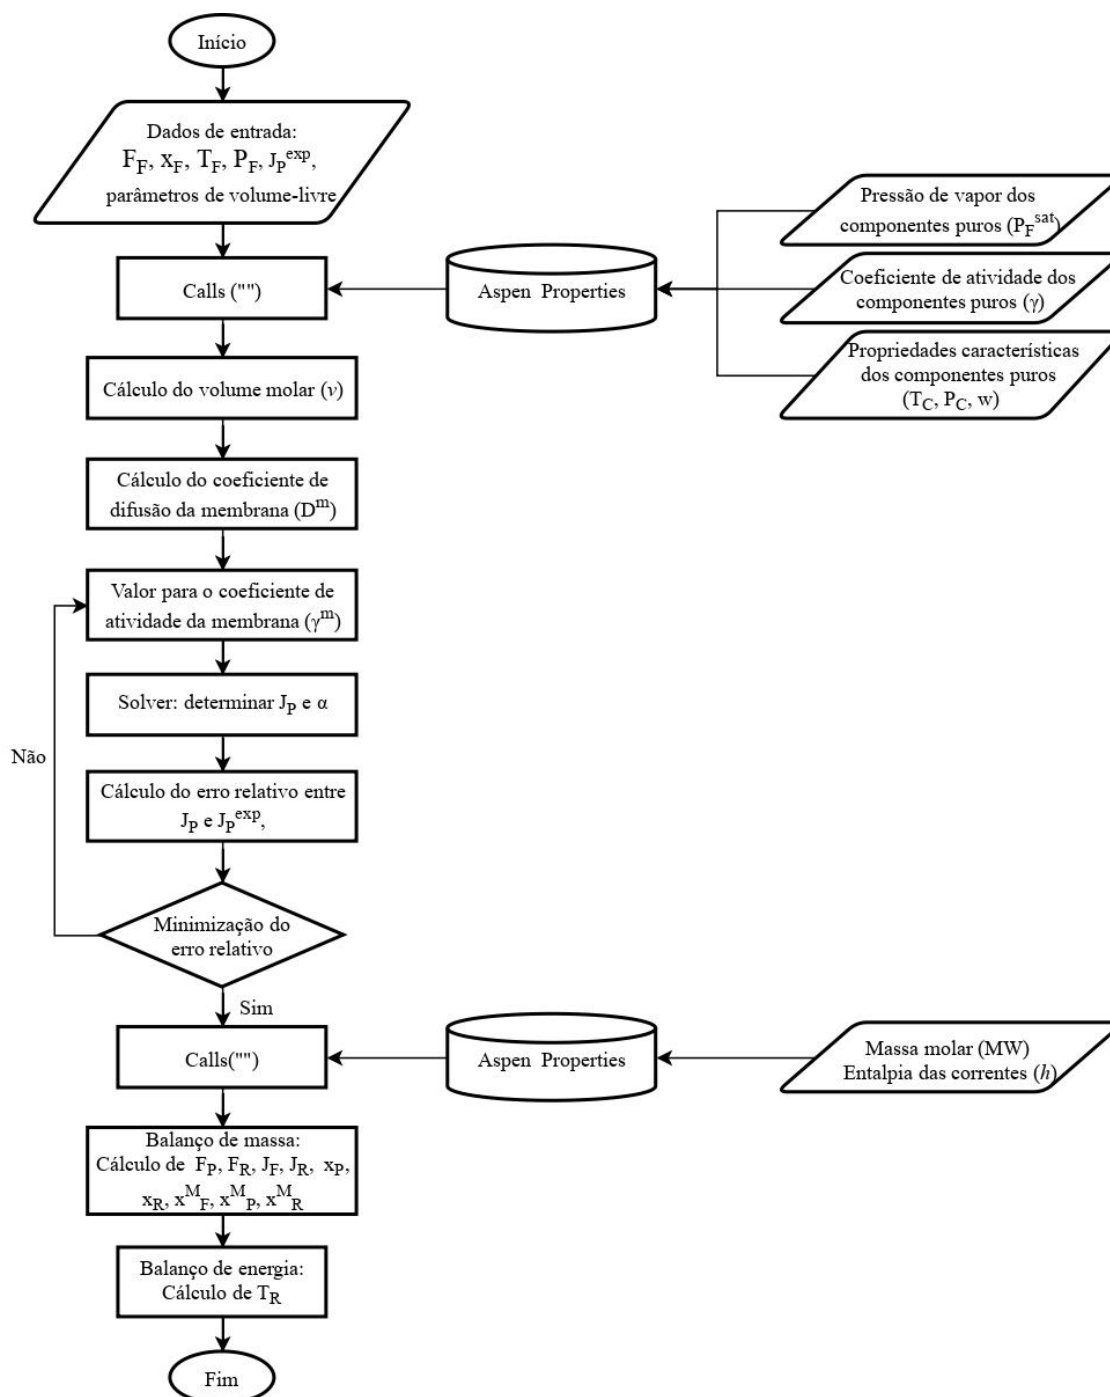 Início
Dados de entrada:
F_F, x_F, T_F, P_F, J_P^exp,
parâmetros de volume-livre
Pressão de vapor dos
componentes puros (P_F^sat)
Calls ("")
Aspen Properties
Coeficiente de atividade dos
componentes puros (γ)
Propriedades características
dos componentes puros
(T_C, P_C, w)
Cálculo do volume molar (v)
Cálculo do coeficiente de
difusão da membrana (D^m)
Valor para o coeficiente de
atividade da membrana (γ^m)
Solver: determinar J_P e α
Não
Cálculo do erro relativo entre
J_P e J_P^exp,
Minimização do
erro relativo
Sim
Calls("")
Aspen Properties
Massa molar (MW)
Entalpia das correntes (h)
Balanço de massa:
Cálculo de F_P, F_R, J_F, J_R, x_P,
x_R, x^M_F, x^M_P, x^M_R
Balanço de energia:
Cálculo de T_R
Fim